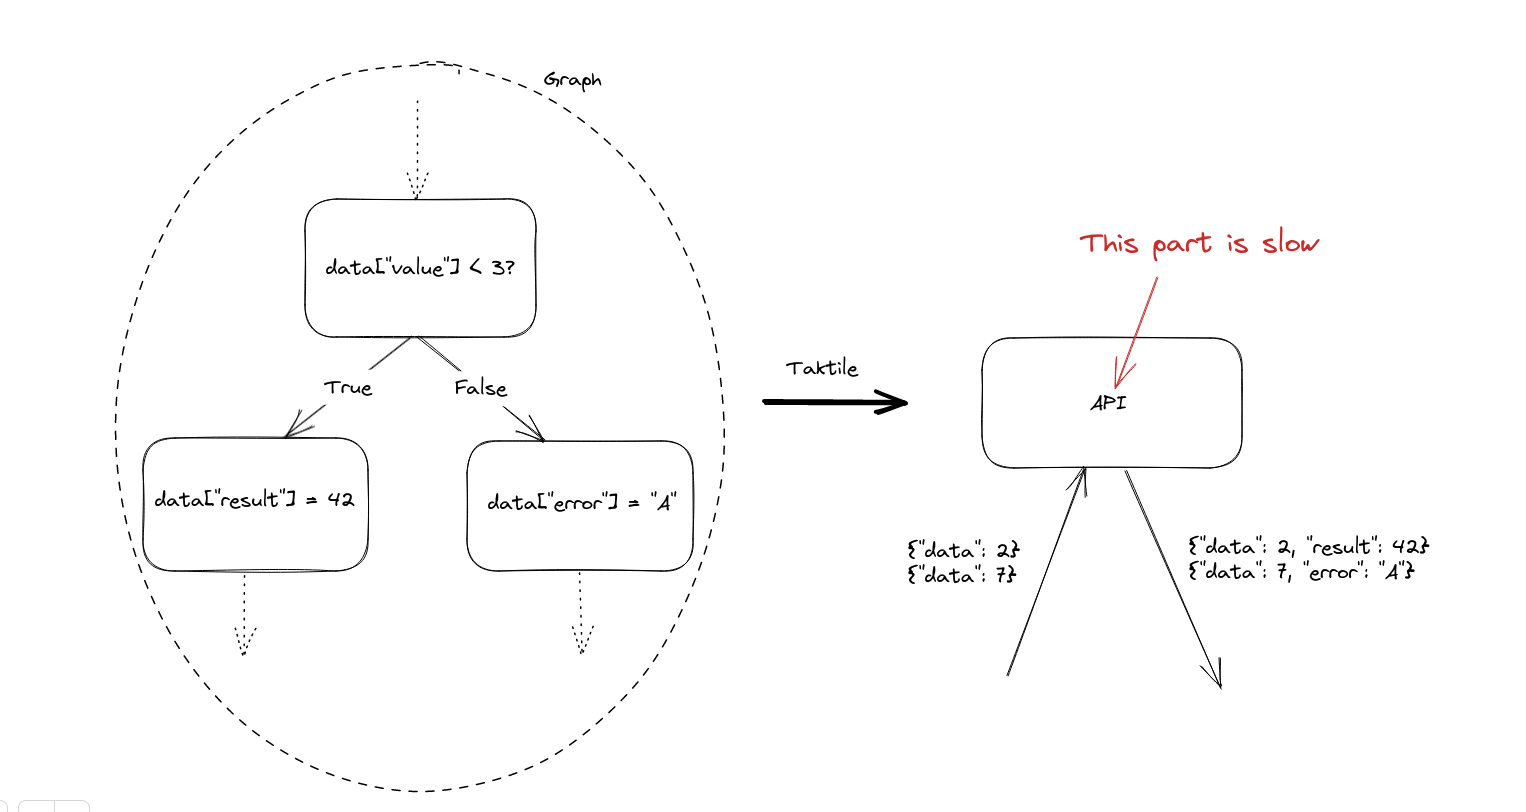 Graph
data["value"] < 3?
True
False
data["result"] = 42
data["error"] = "A"
Taktile
This part is slow
API
{"data": 2}
{"data": 7}
{"data": 2, "result": 42}
{"data": 7, "error": "A"}